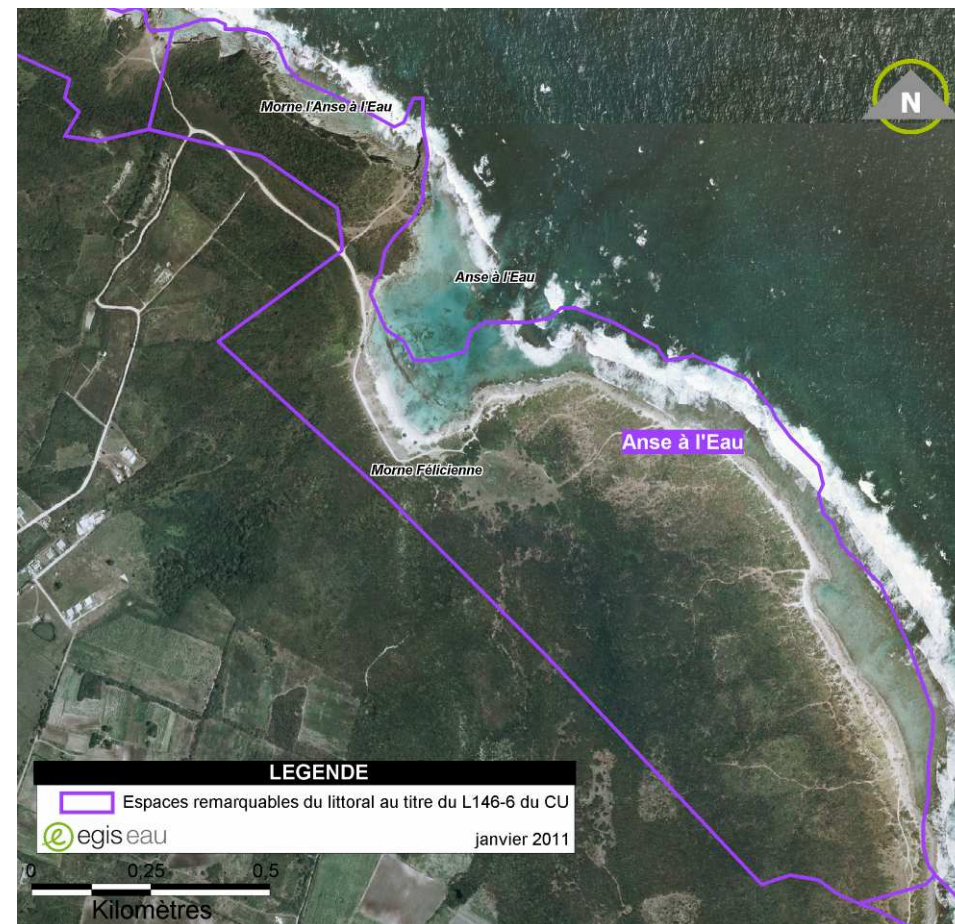 Morne l'Anse à l'Eau
N
Anse à l'Eau
Anse à l'Eau
Morne Félicienne
LEGENDE
Espaces remarquables du littoral au titre du L146-6 du CU
egis eau
janvier 2011
0 0,25 0,5
Kilomètres